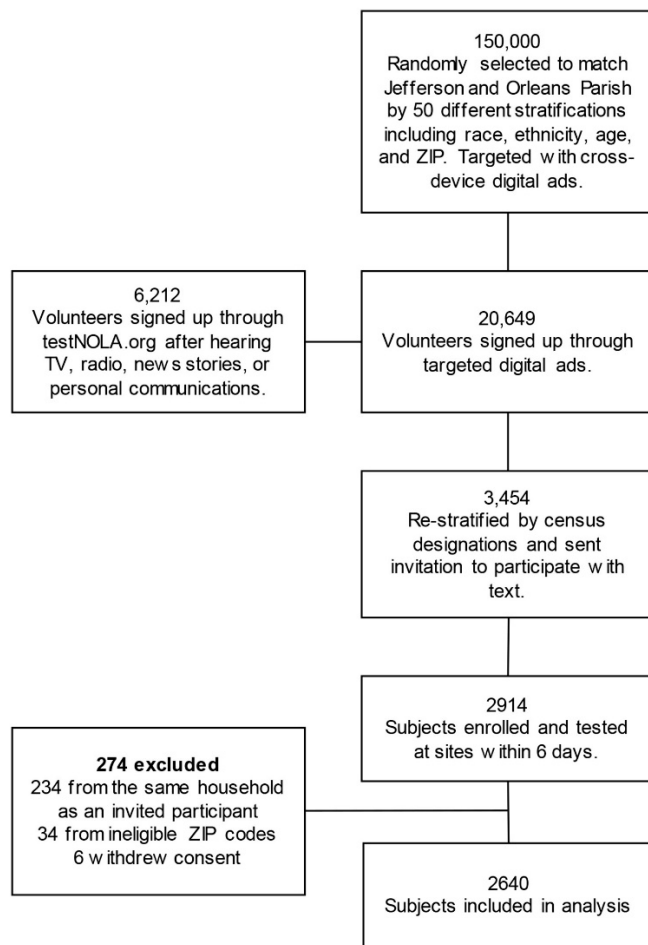 150,000
Randomly selected to match
Jefferson and Orleans Parish
by 50 different stratifications
including race, ethnicity, age,
and ZIP. Targeted with cross-
device digital ads.
6,212
Volunteers signed up through
testNOLA.org after hearing
TV, radio, news stories, or
personal communications.
20,649
Volunteers signed up through
targeted digital ads.
3,454
Re-stratified by census
designations and sent
invitation to participate with
text.
2914
Subjects enrolled and tested
at sites within 6 days.
274 excluded
234 from the same household
as an invited participant
34 from ineligible ZIP codes
6 withdrew consent
2640
Subjects included in analysis